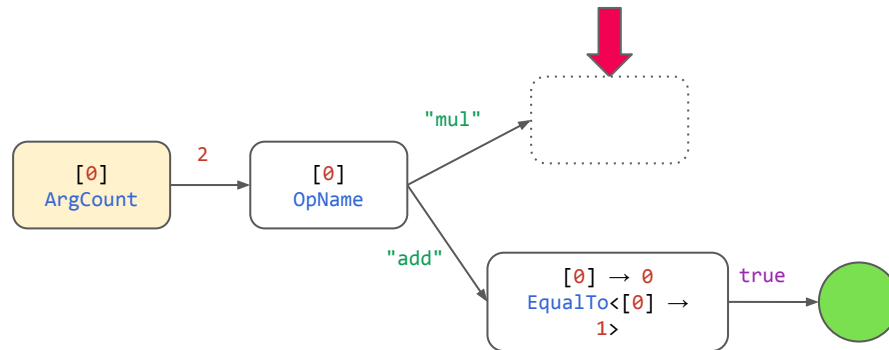 "mul"
[0]
ArgCount
2
[0]
OpName
"add"
[0] → 0
EqualTo<[0] →
1>
true